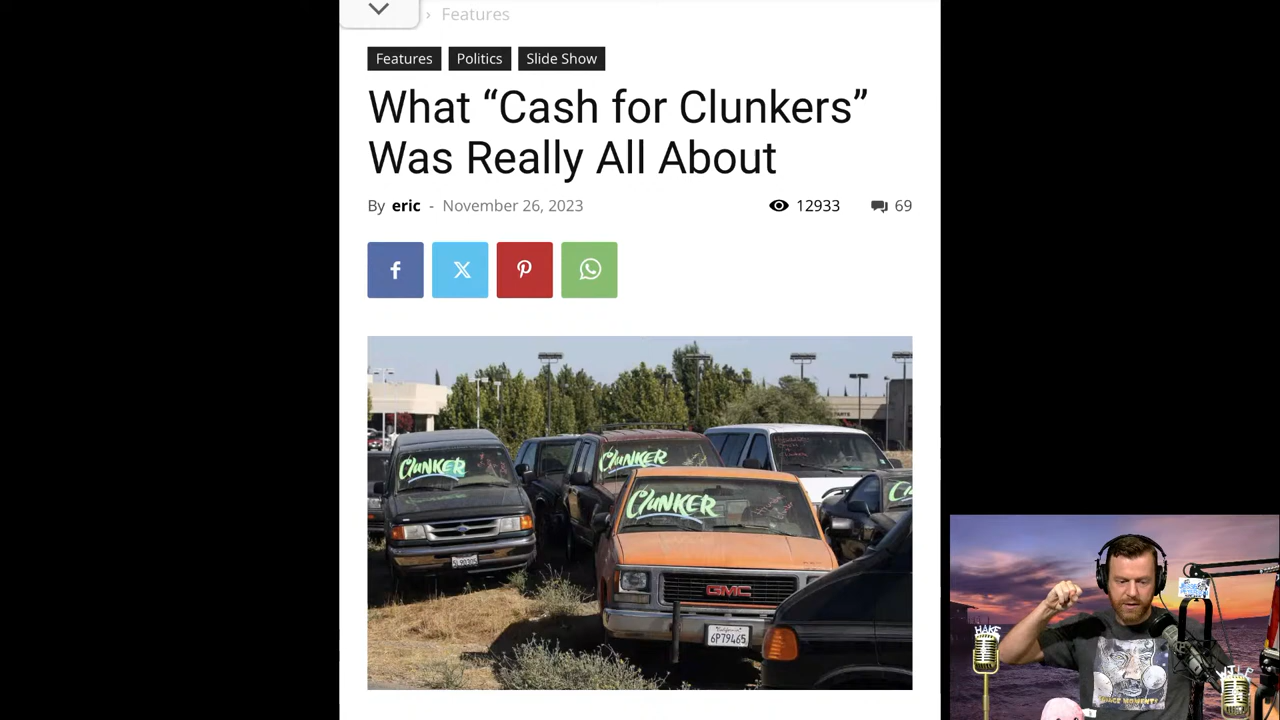 › Features
Features Politics Slide Show
What “Cash for Clunkers”
Was Really All About
By eric - November 26, 2023 12933 69
CLUNKER
CLUNKER
CLUNKER
GMC
6P79465
HAKE